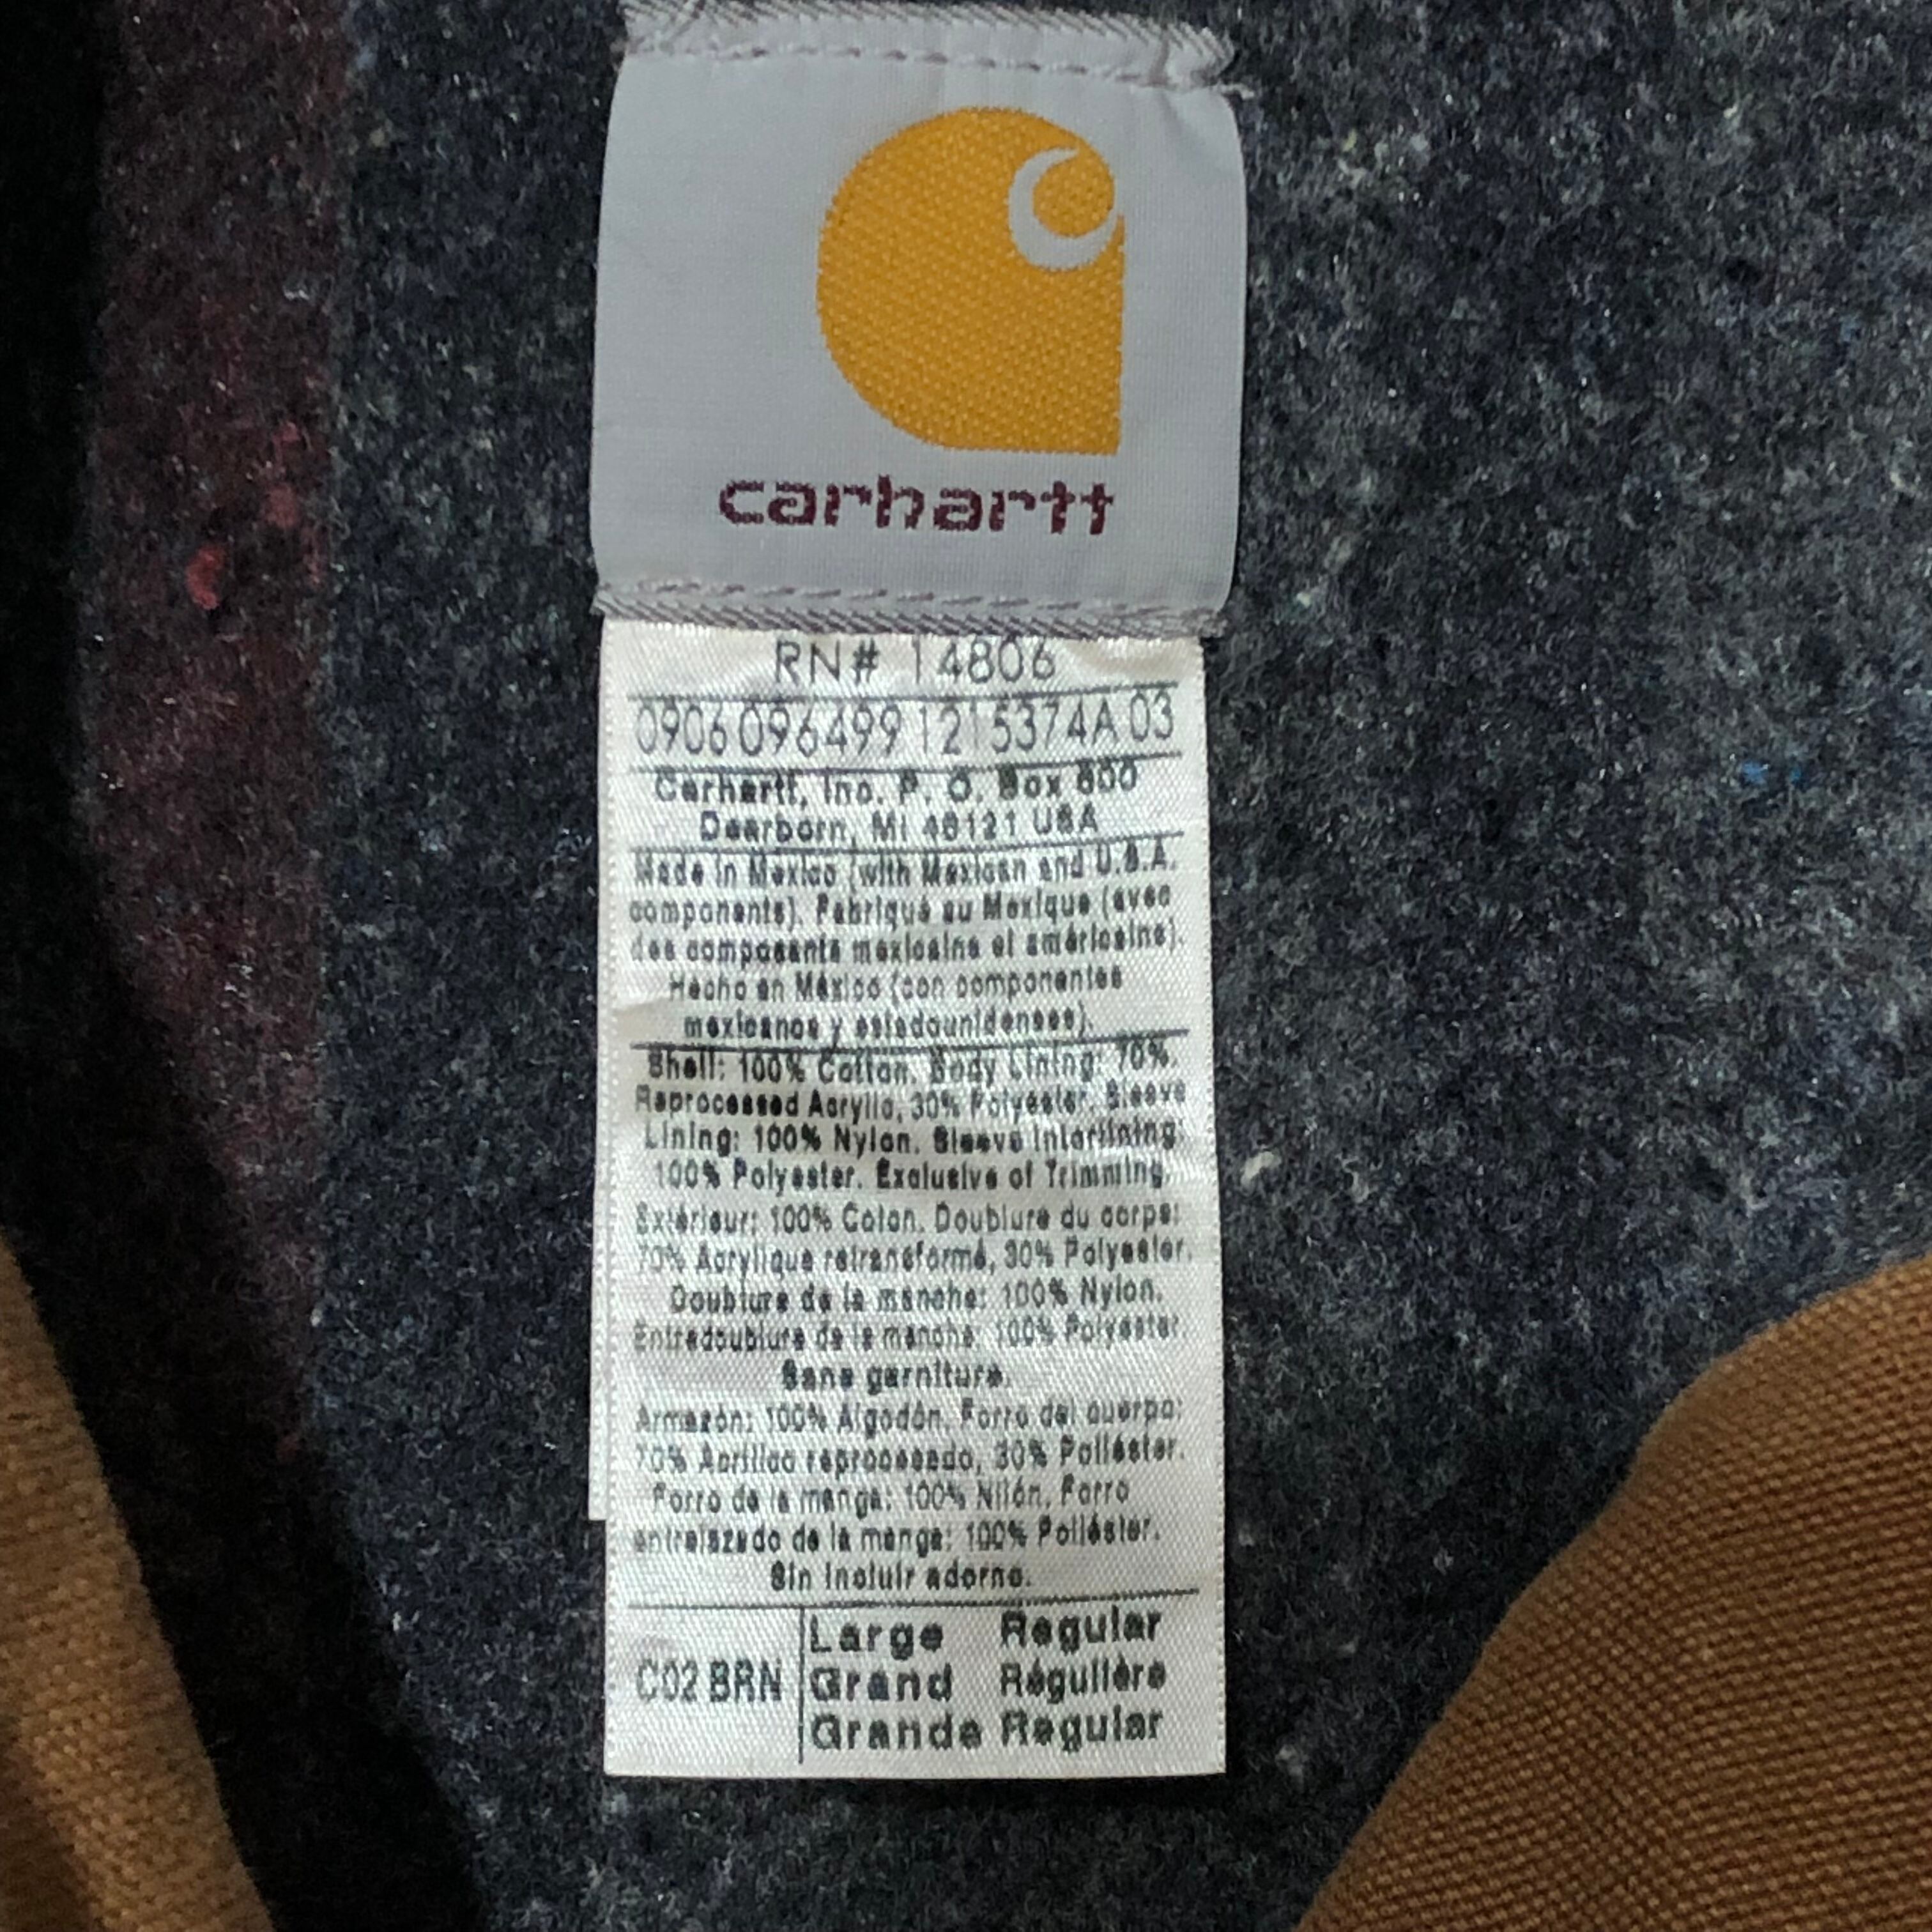 carhartt
RN# 14806
0906 096499 1215374A 03
Carhartt, Inc. P. O. Box 600
Dearborn, MI 48121 USA
Made in Mexico (with Mexican and U.S.A.
components). Fabriqué au Mexique (avec
des composants mexicains et américains).
Hecho en México (con componentes
mexicanos y estadounidenses).
Shell: 100% Cotton. Body Lining: 70%.
Reprocessed Acrylic, 30% Polyester. Sleeve
Lining: 100% Nylon. Sleeve Interlining:
100% Polyester. Exclusive of Trimming.
Extérieur: 100% Coton. Doublure du corps:
70% Acrylique retransformé, 30% Polyester.
Doublure de la manche: 100% Nylon.
Entredoublure de la manche: 100% Polyester.
Sans garniture.
Armazón: 100% Algodón. Forro del cuerpo:
70% Acrílico reprocesado, 30% Poliéster.
Forro de la manga: 100% Nilón. Forro
entrelazado de la manga: 100% Poliéster.
Sin incluir adorno.
C02 BRN
Large Regular
Grand Régulière
Grande Regular